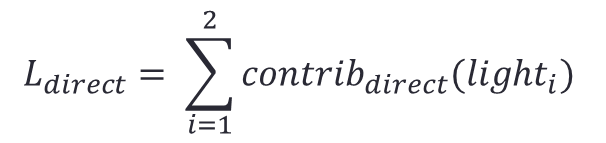 L_direct = ∑_{i=1}^{2} contrib_direct(light_i)